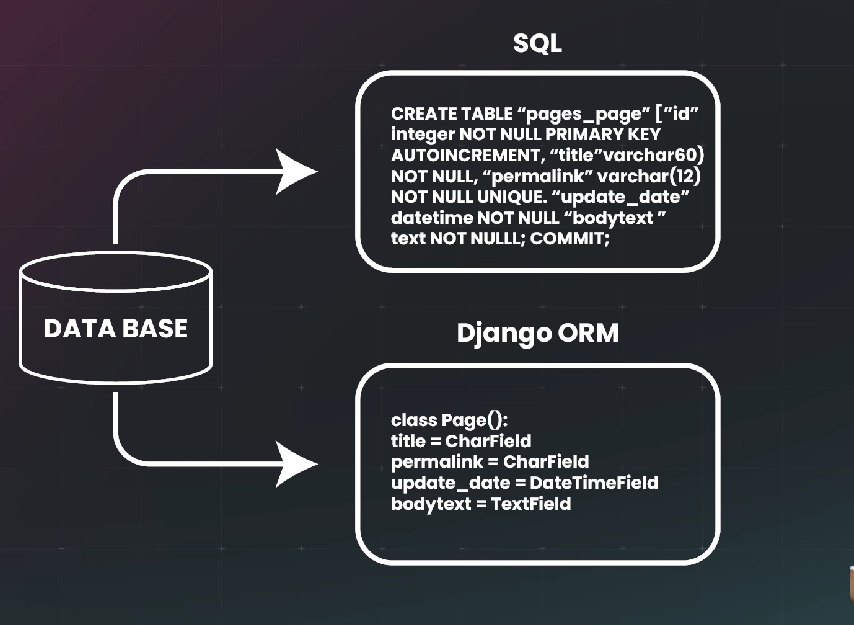 SQL
CREATE TABLE “pages_page” [“id”
integer NOT NULL PRIMARY KEY
AUTOINCREMENT, “title”varchar60)
NOT NULL, “permalink” varchar(12)
NOT NULL UNIQUE. “update_date”
datetime NOT NULL “bodytext ”
text NOT NULLL; COMMIT;
DATA BASE
Django ORM
class Page():
title = CharField
permalink = CharField
update_date = DateTimeField
bodytext = TextField